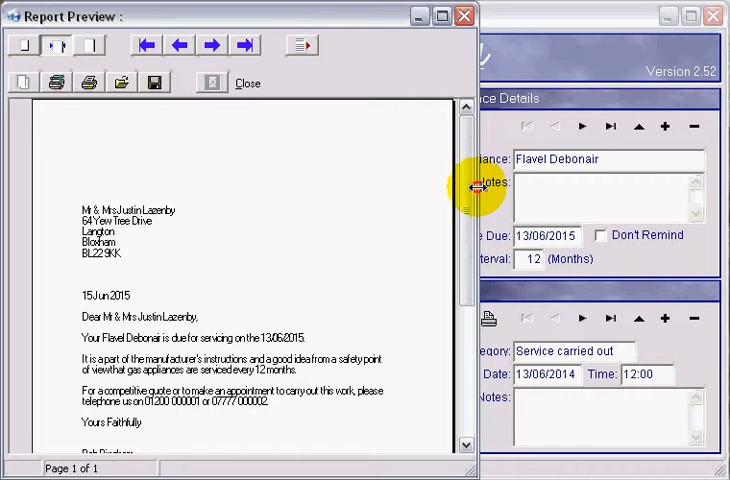 Report Preview :
Close
Mr & Mrs Justin Lazenby
64 Yew Tree Drive
Langton
Bloxham
BL22 9KK
15 Jun 2015
Dear Mr & Mrs Justin Lazenby,
Your Flavel Debonair is due for servicing on the 13/06/2015.
It is a part of the manufacturer's instructions and a good idea from a safety point
of view that gas appliances are serviced every 12 months.
For a competitive quote or to make an appointment to carry out this work, please
telephone us on 01200 000001 or 07777 000002.
Yours Faithfully
Page 1 of 1
Version 2.52
nce Details
iance: Flavel Debonair
Notes:
e Due: 13/06/2015 Don't Remind
terval: 12 (Months)
egory: Service carried out
Date: 13/06/2014 Time: 12:00
Notes: